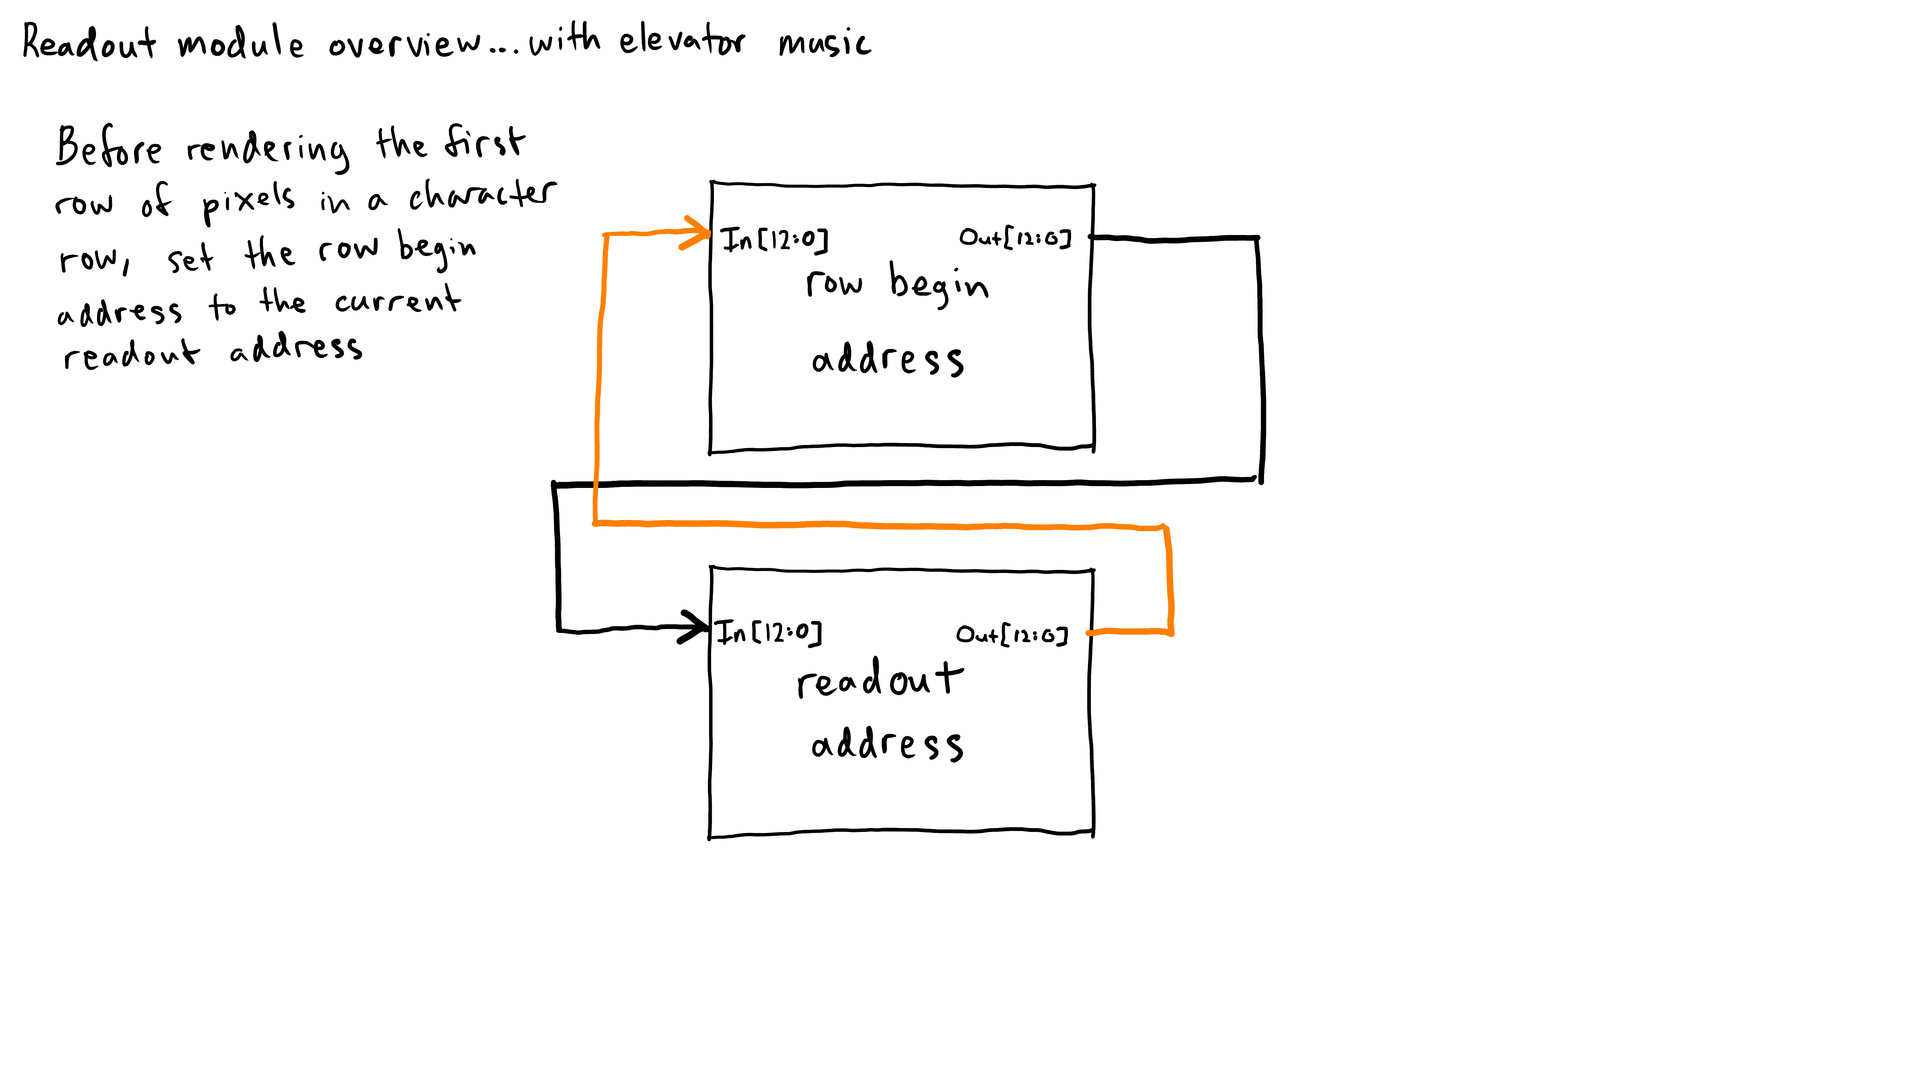 Readout module overview...with elevator music
Before rendering the first
row of pixels in a character
row, set the row begin
address to the current
readout address
In[12:0] Out[12:0]
row begin
address
In[12:0] Out[12:0]
readout
address